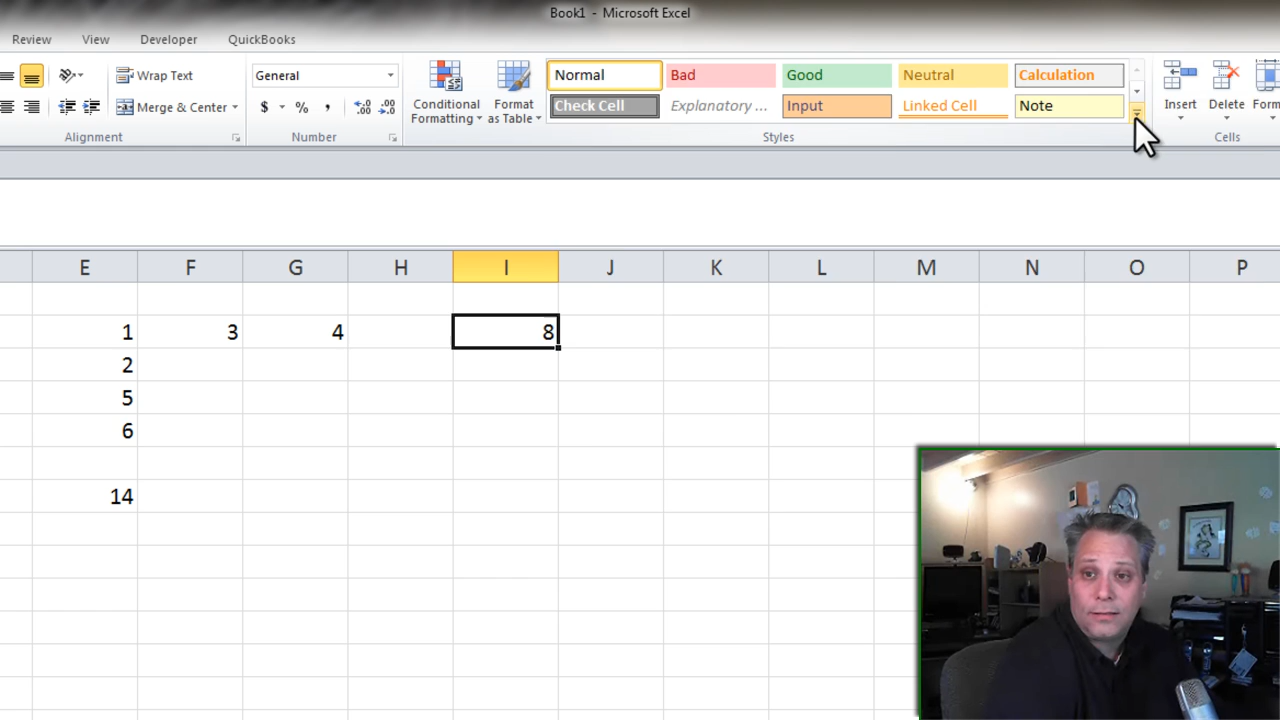 Book1 - Microsoft Excel
Review View Developer QuickBooks
Wrap Text General Normal Bad Good Neutral Calculation
Merge & Center $ % , Conditional Formatting Format as Table Check Cell Explanatory ... Input Linked Cell Note Insert Delete Form
Alignment Number Styles Cells
E F G H I J K L M N O P
1 3 4 8
2
5
6
14